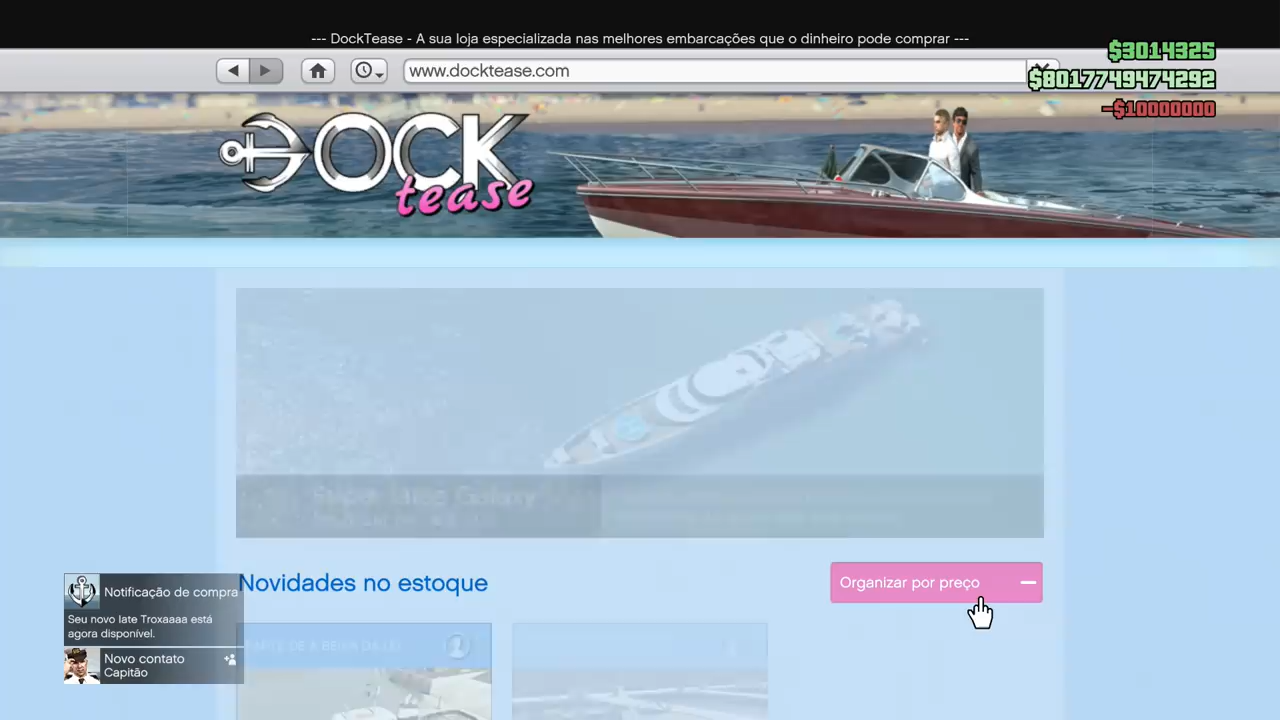 --- DockTease - A sua loja especializada nas melhores embarcações que o dinheiro pode comprar ---
$3014325
www.docktease.com
$8017749474292
-$10000000
DOCK
tease
Galaxy
Novidades no estoque
Organizar por preço
Notificação de compra
Seu novo Iate Troxaaaa está
agora disponível.
Novo contato
Capitão